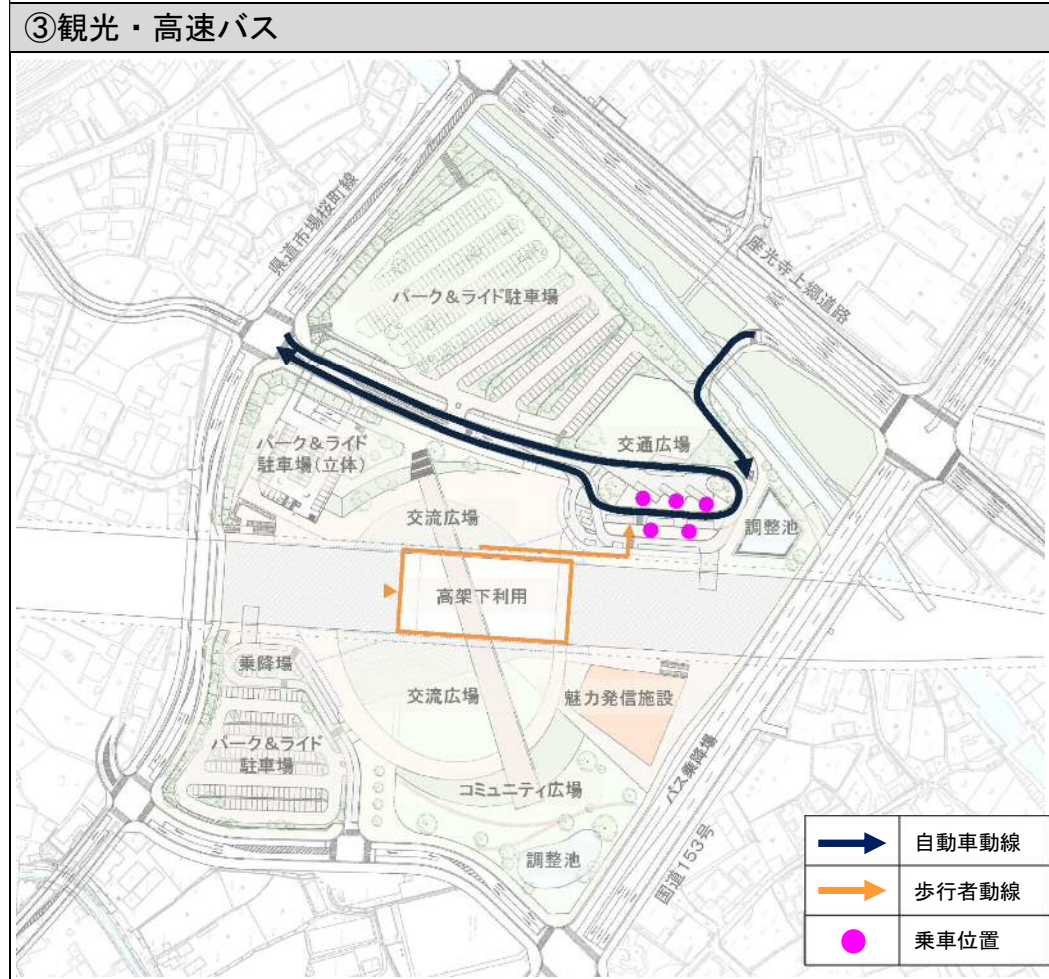 ③観光・高速バス
県道市場桜町線
座光寺上郷道路
パーク&ライド駐車場
交通広場
パーク&ライド
駐車場(立体)
交流広場
調整池
高架下利用
乗降場
交流広場
魅力発信施設
パーク&ライド
駐車場
バス乗降場
コミュニティ広場
国道153号
調整池
自動車動線
歩行者動線
乗車位置